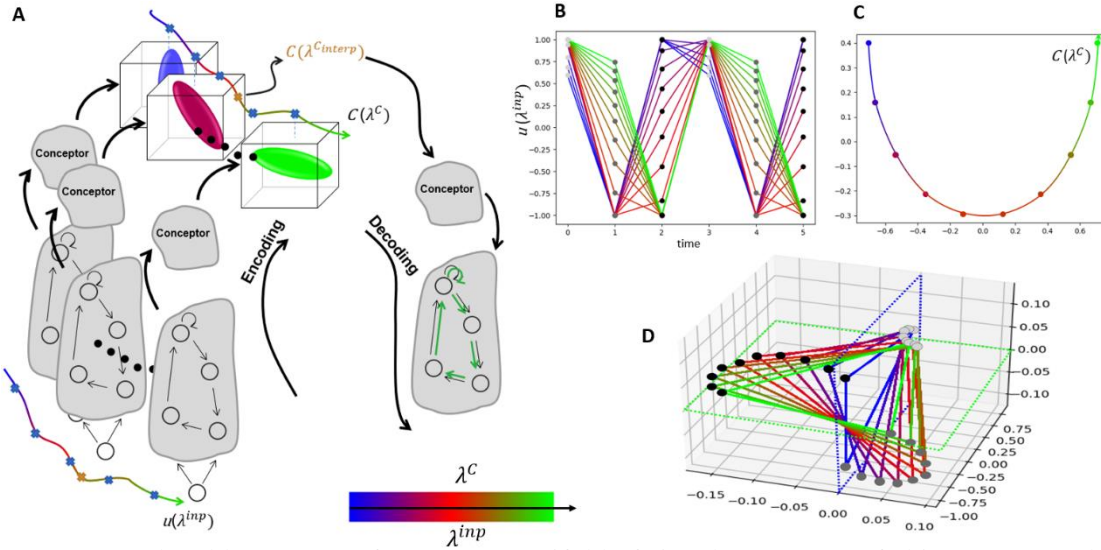 A
C(λ^{C_{interp}})
C(λ^C)
Conceptor
Conceptor
Conceptor
Conceptor
Encoding
Decoding
u(λ^{inp})
λ^C
λ^{inp}
B
u (λ^{inp})
1.00
0.75
0.50
0.25
0.00
-0.25
-0.50
-0.75
-1.00
0 1 2 3 4 5
time
C
C(λ^C)
0.4
0.3
0.2
0.1
0.0
-0.1
-0.2
-0.3
-0.6 -0.4 -0.2 0.0 0.2 0.4 0.6
D
0.10
0.05
0.00
-0.05
-0.10
0.75
0.50
0.25
0.00
-0.25
-0.50
-0.75
-1.00
-0.15 -0.10 -0.05 0.00 0.05 0.10